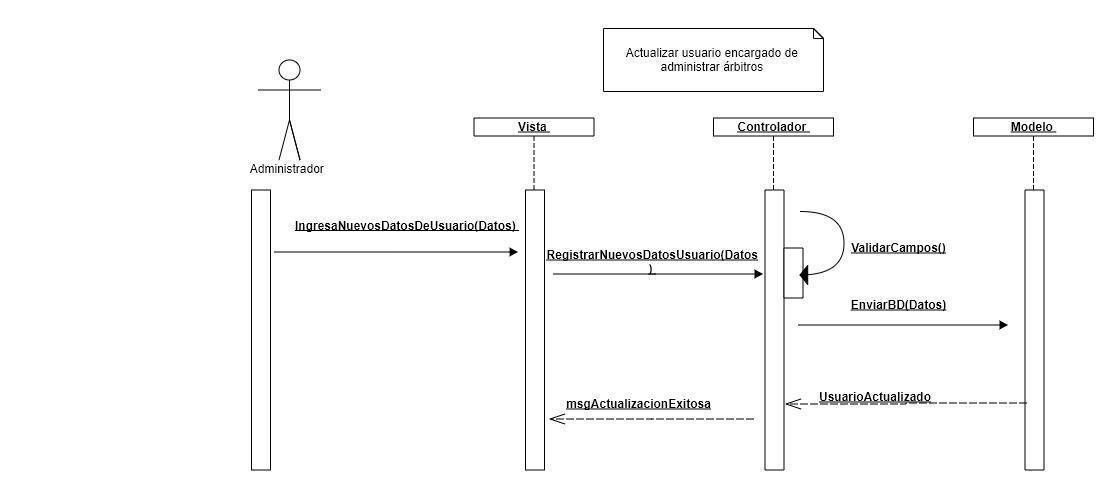 Actualizar usuario encargado de
administrar árbitros
Vista
Controlador
Modelo
Administrador
IngresaNuevosDatosDeUsuario(Datos)
RegistrarNuevosDatosUsuario(Datos
)
ValidarCampos()
EnviarBD(Datos)
UsuarioActualizado
msgActualizacionExitosa